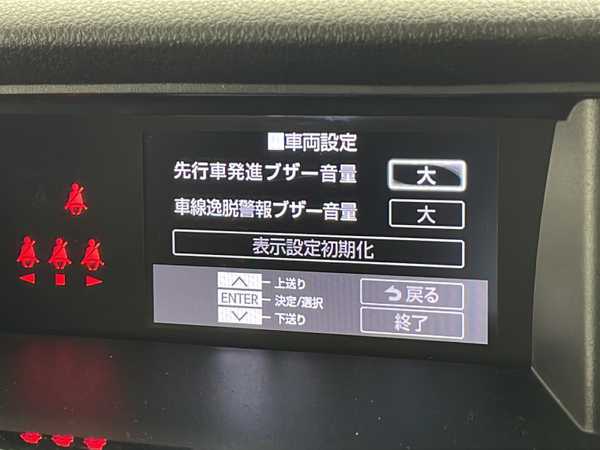 車両設定
先行車発進ブザー音量 大
車線逸脱警報ブザー音量 大
表示設定初期化
上送り
ENTER 決定/選択
下送り
戻る
終了